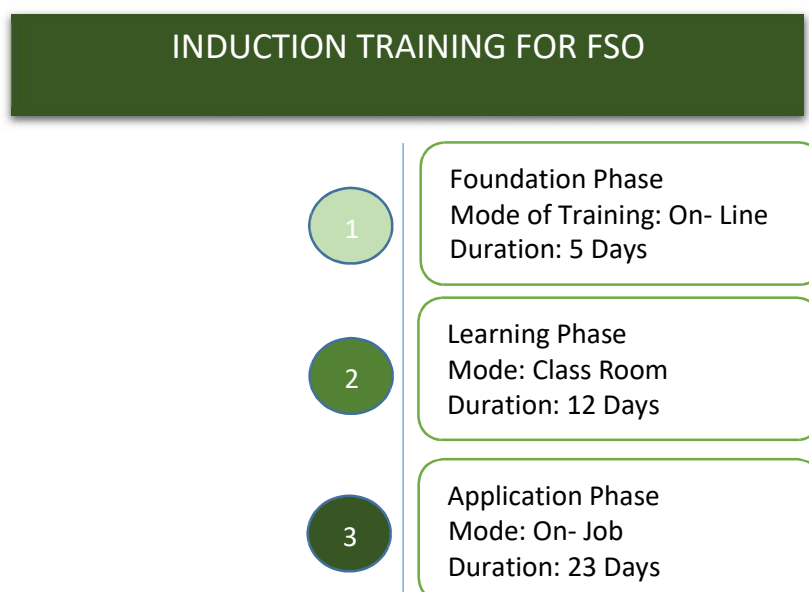 INDUCTION TRAINING FOR FSO
1
Foundation Phase
Mode of Training: On- Line
Duration: 5 Days
2
Learning Phase
Mode: Class Room
Duration: 12 Days
3
Application Phase
Mode: On- Job
Duration: 23 Days